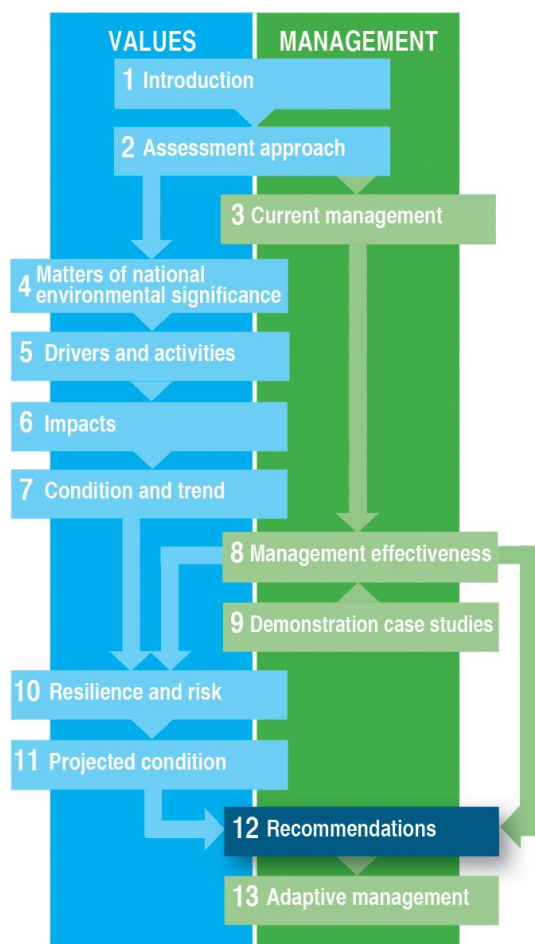 VALUES
MANAGEMENT
1 Introduction
2 Assessment approach
3 Current management
4 Matters of national
environmental significance
5 Drivers and activities
6 Impacts
7 Condition and trend
8 Management effectiveness
9 Demonstration case studies
10 Resilience and risk
11 Projected condition
12 Recommendations
13 Adaptive management